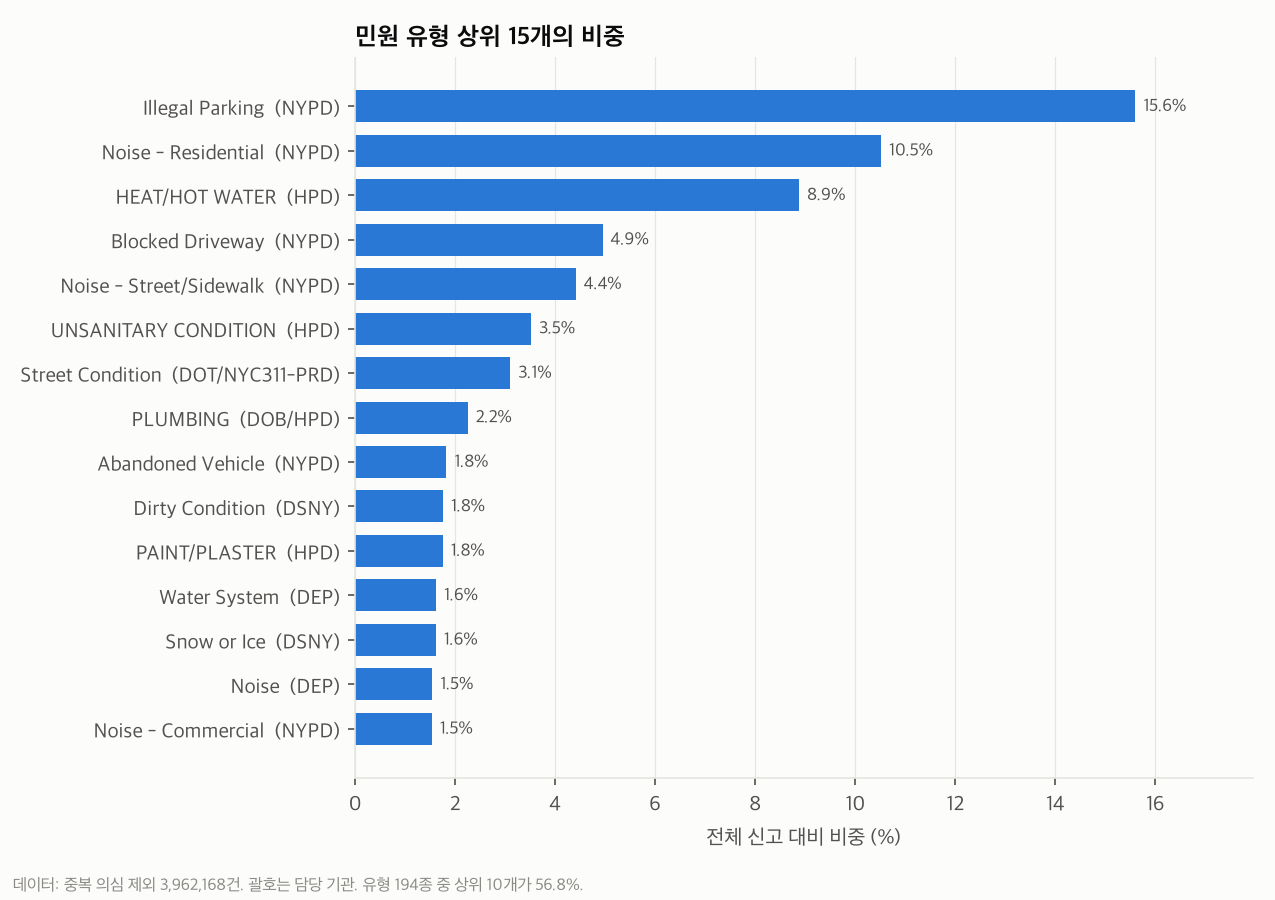 민원 유형 상위 15개의 비중
Illegal Parking (NYPD) 15.6%
Noise - Residential (NYPD) 10.5%
HEAT/HOT WATER (HPD) 8.9%
Blocked Driveway (NYPD) 4.9%
Noise - Street/Sidewalk (NYPD) 4.4%
UNSANITARY CONDITION (HPD) 3.5%
Street Condition (DOT/NYC311-PRD) 3.1%
PLUMBING (DOB/HPD) 2.2%
Abandoned Vehicle (NYPD) 1.8%
Dirty Condition (DSNY) 1.8%
PAINT/PLASTER (HPD) 1.8%
Water System (DEP) 1.6%
Snow or Ice (DSNY) 1.6%
Noise (DEP) 1.5%
Noise - Commercial (NYPD) 1.5%
0 2 4 6 8 10 12 14 16
전체 신고 대비 비중 (%)
데이터: 중복 의심 제외 3,962,168건. 괄호는 담당 기관. 유형 194종 중 상위 10개가 56.8%.